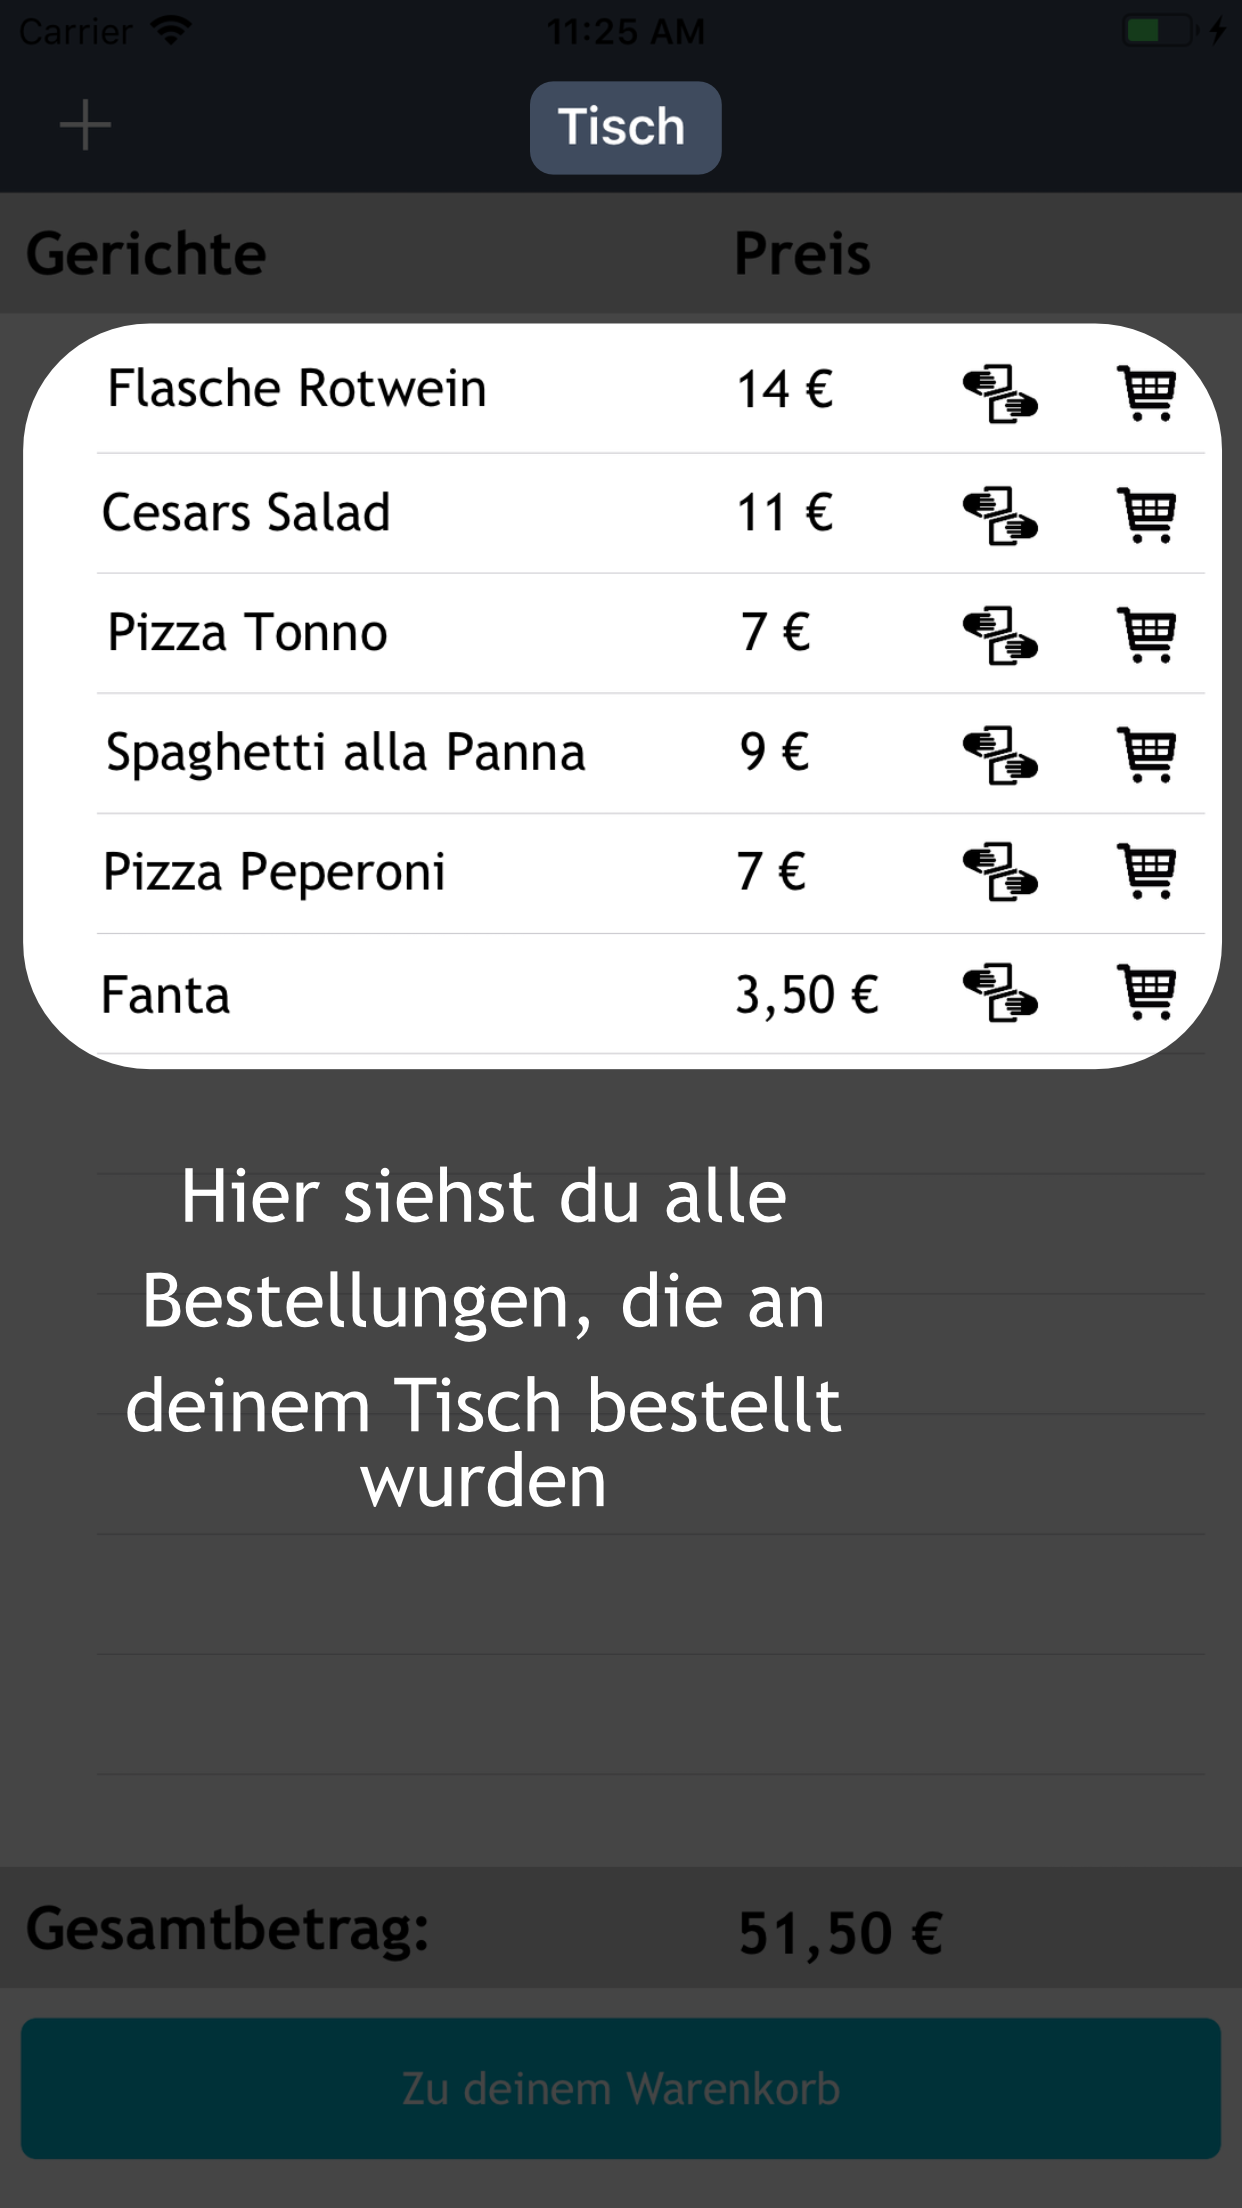 Carrier 11:25 AM
Tisch
Gerichte Preis
Flasche Rotwein 14 €
Cesars Salad 11 €
Pizza Tonno 7 €
Spaghetti alla Panna 9 €
Pizza Peperoni 7 €
Fanta 3,50 €
Hier siehst du alle
Bestellungen, die an
deinem Tisch bestellt
wurden
Gesamtbetrag: 51,50 €
Zu deinem Warenkorb